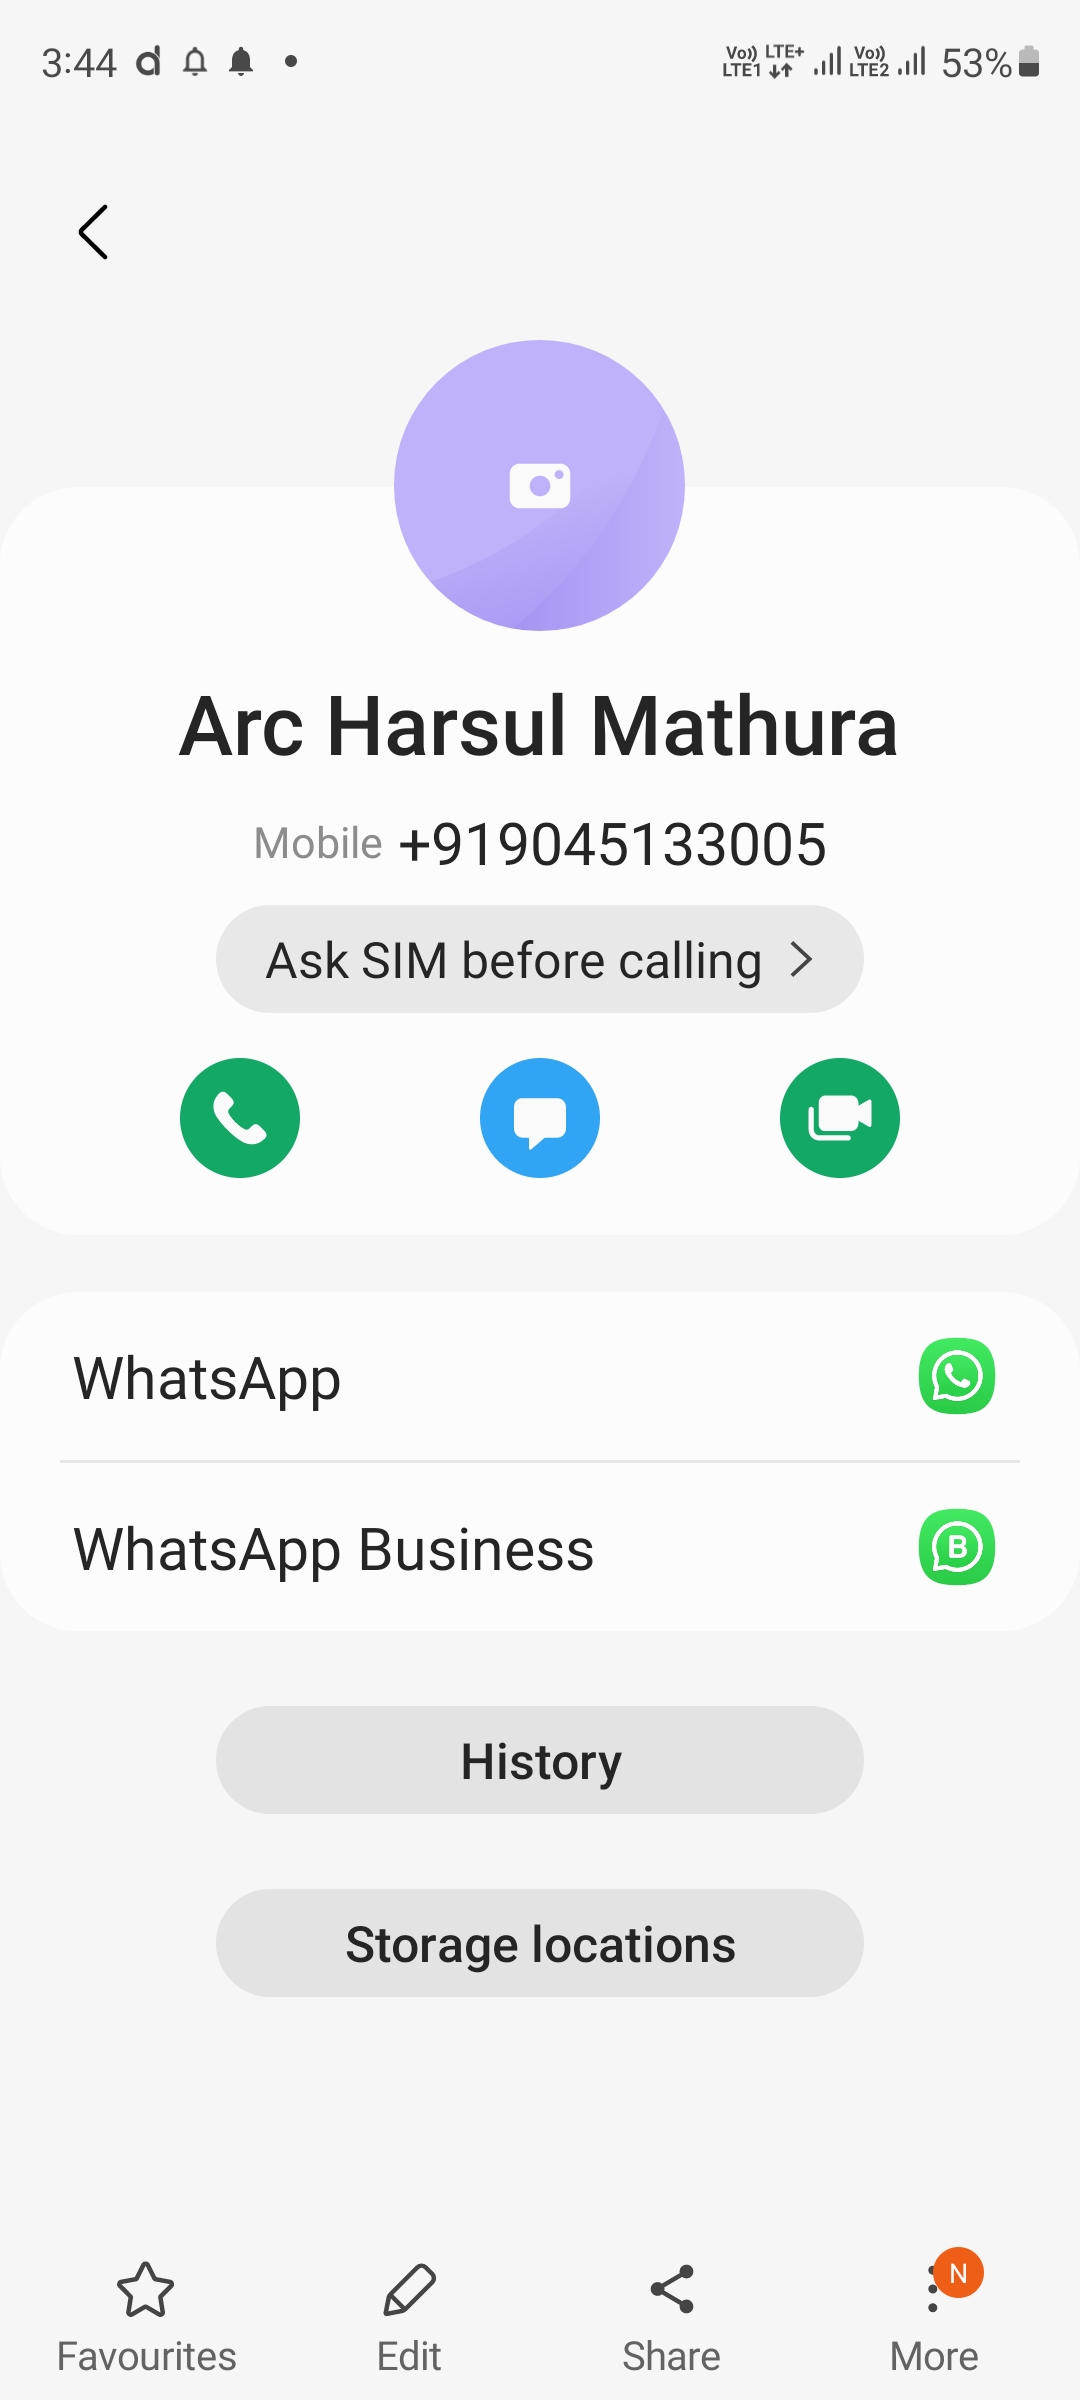 3:44
Vo)) LTE+ Vo))
LTE1 LTE2 53%
Arc Harsul Mathura
Mobile +919045133005
Ask SIM before calling
WhatsApp
WhatsApp Business
B
History
Storage locations
N
Favourites Edit Share More